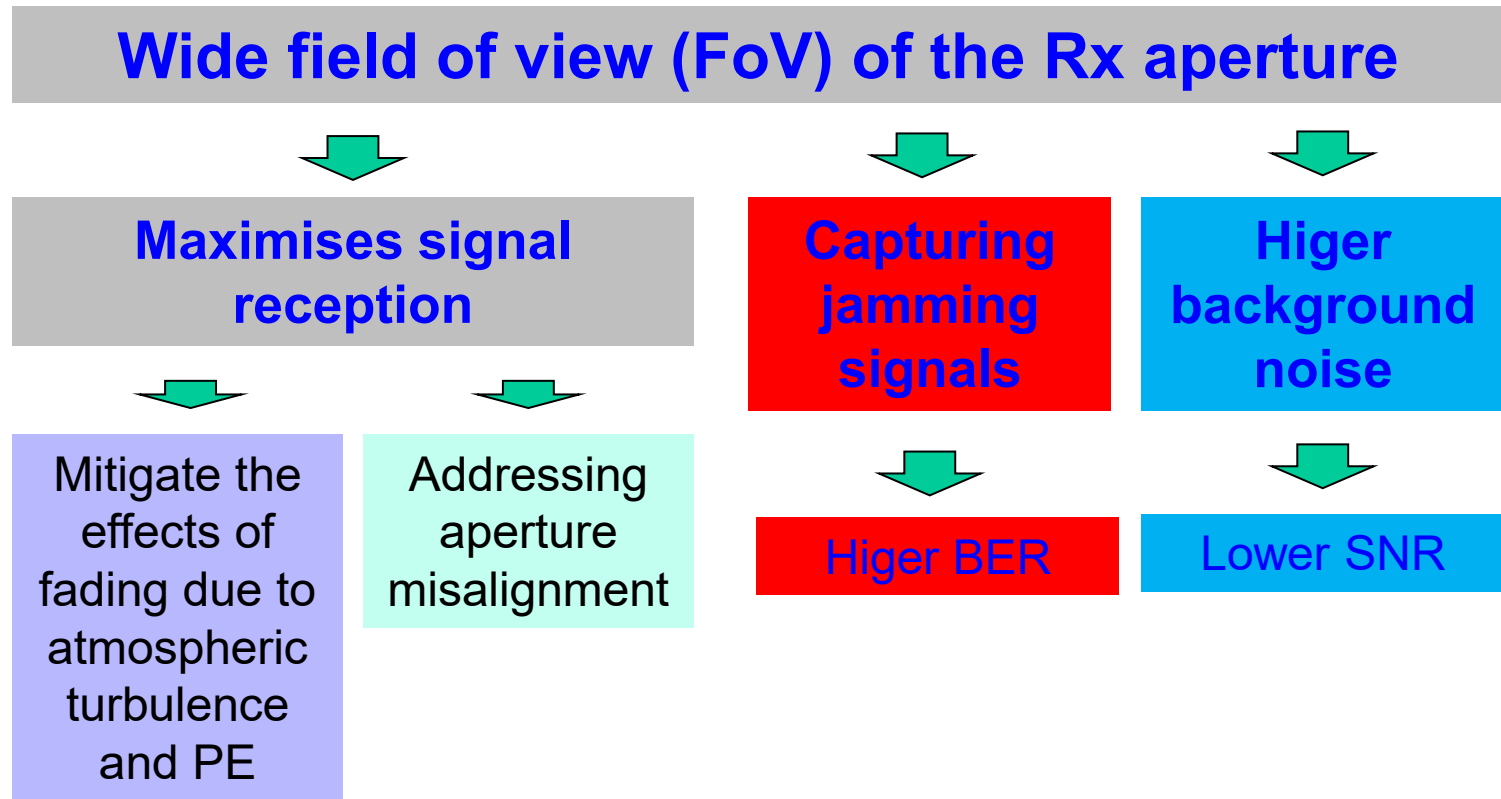 Wide field of view (FoV) of the Rx aperture
Maximises signal
reception
Capturing
jamming
signals
Higer
background
noise
Mitigate the
effects of
fading due to
atmospheric
turbulence
and PE
Addressing
aperture
misalignment
Higer BER
Lower SNR